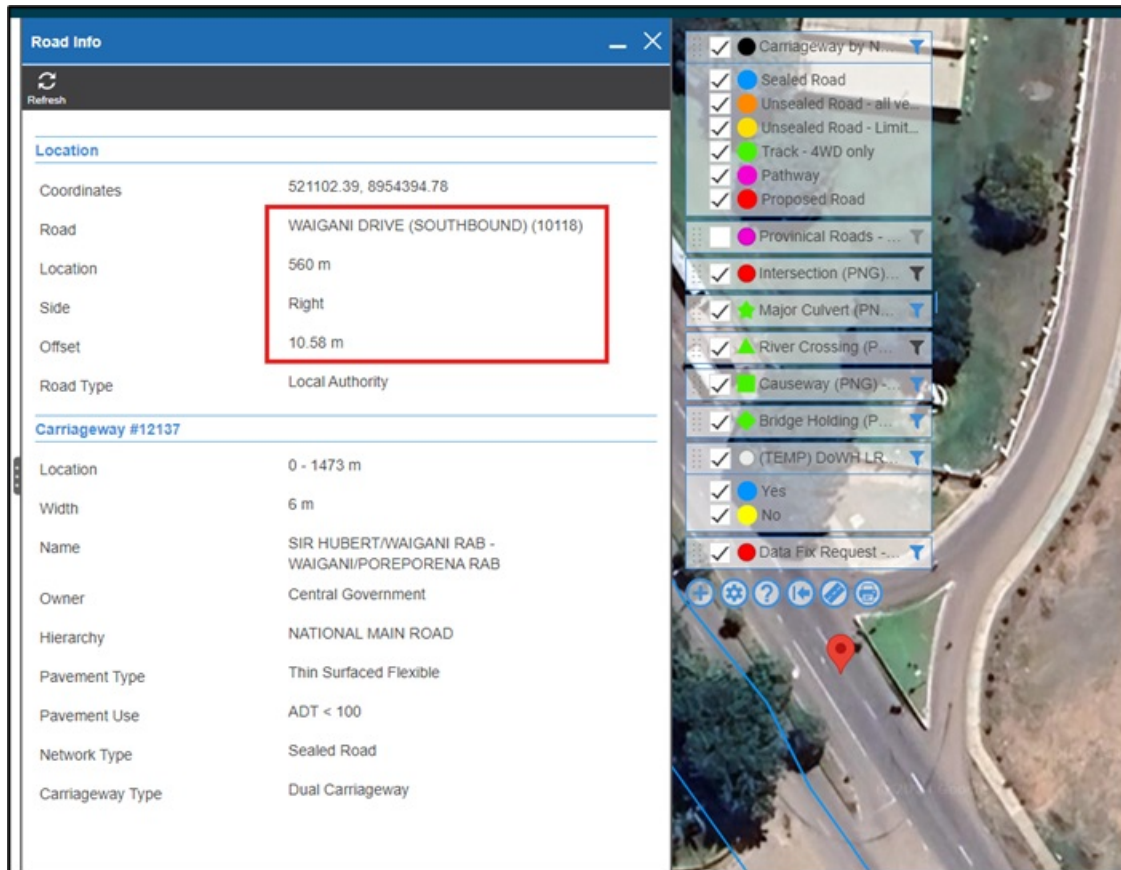 Road Info
Refresh
Location
Coordinates 521102.39, 8954394.78
Road WAIGANI DRIVE (SOUTHBOUND) (10118)
Location 560 m
Side Right
Offset 10.58 m
Road Type Local Authority
Carriageway #12137
Location 0 - 1473 m
Width 6 m
Name SIR HUBERT/WAIGANI RAB -
WAIGANI/POREPORENA RAB
Owner Central Government
Hierarchy NATIONAL MAIN ROAD
Pavement Type Thin Surfaced Flexible
Pavement Use ADT < 100
Network Type Sealed Road
Carriageway Type Dual Carriageway
Carriageway by N...
Sealed Road
Unsealed Road - all ve...
Unsealed Road - Limit...
Track - 4WD only
Pathway
Proposed Road
Provinical Roads - ...
Intersection (PNG)...
Major Culvert (PN...
River Crossing (P...
Causeway (PNG) -...
Bridge Holding (P...
(TEMP) DoWH LR...
Yes
No
Data Fix Request -...